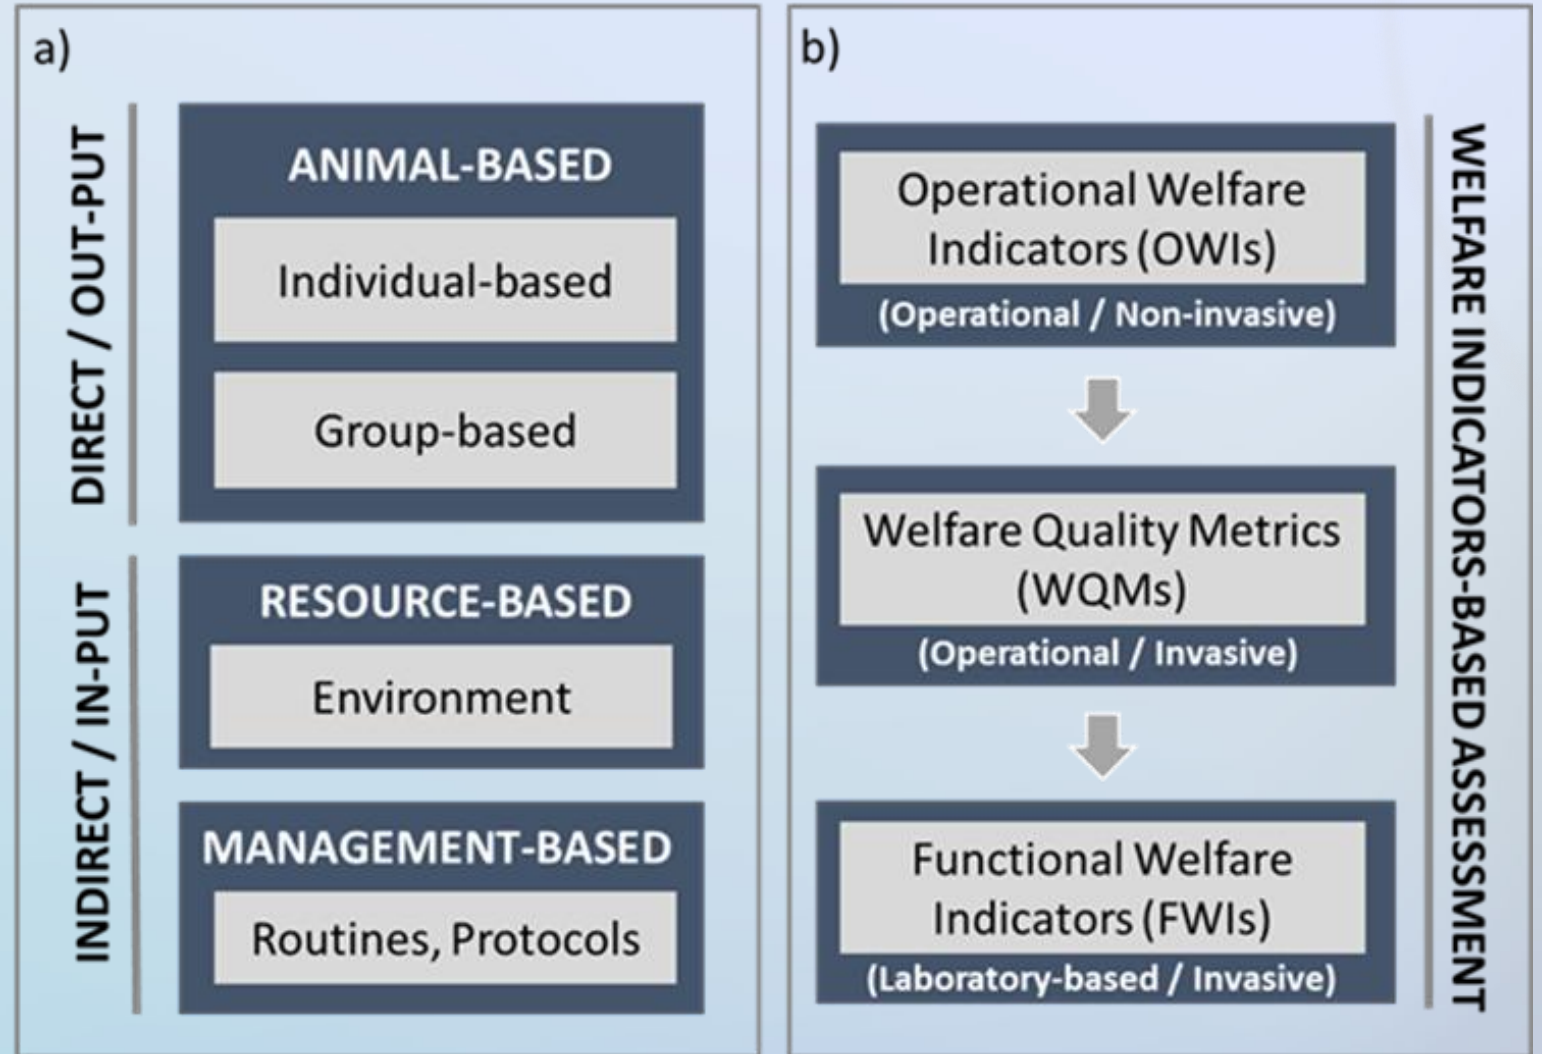 a)
DIRECT / OUT-PUT
ANIMAL-BASED
Individual-based
Group-based
INDIRECT / IN-PUT
RESOURCE-BASED
Environment
MANAGEMENT-BASED
Routines, Protocols
b)
Operational Welfare
Indicators (OWIs)
(Operational / Non-invasive)
Welfare Quality Metrics
(WQMs)
(Operational / Invasive)
Functional Welfare
Indicators (FWIs)
(Laboratory-based / Invasive)
WELFARE INDICATORS-BASED ASSESSMENT